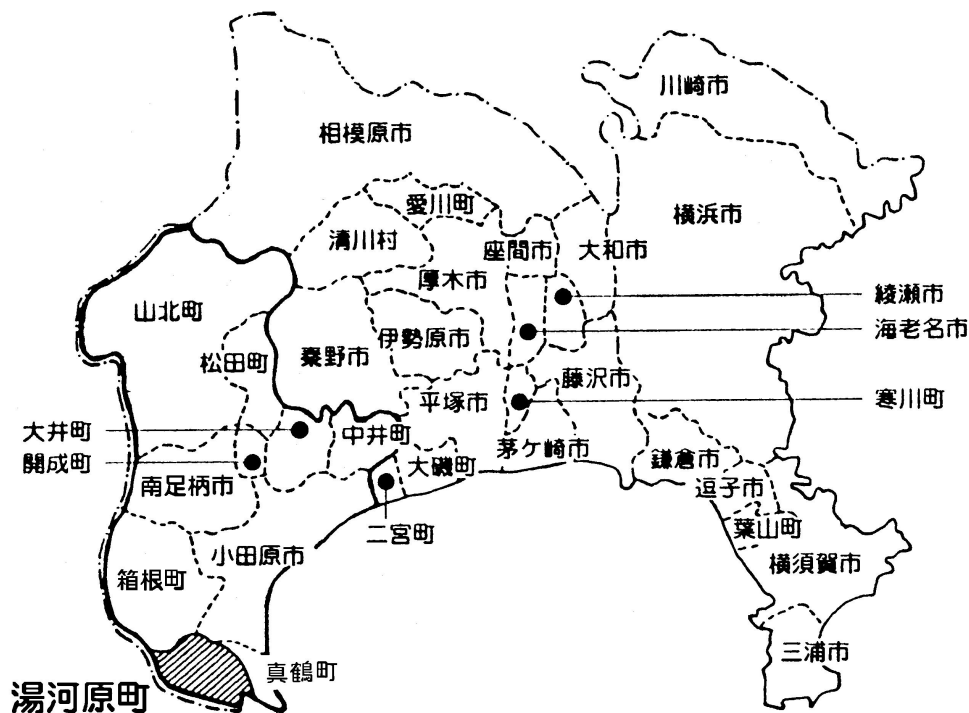 川崎市
相模原市
愛川町
横浜市
清川村
座間市
大和市
厚木市
綾瀬市
山北町
海老名市
松田町
秦野市
伊勢原市
藤沢市
平塚市
寒川町
大井町
中井町
茅ケ崎市
開成町
大磯町
鎌倉市
南足柄市
逗子市
二宮町
葉山町
小田原市
横須賀市
箱根町
三浦市
真鶴町
湯河原町